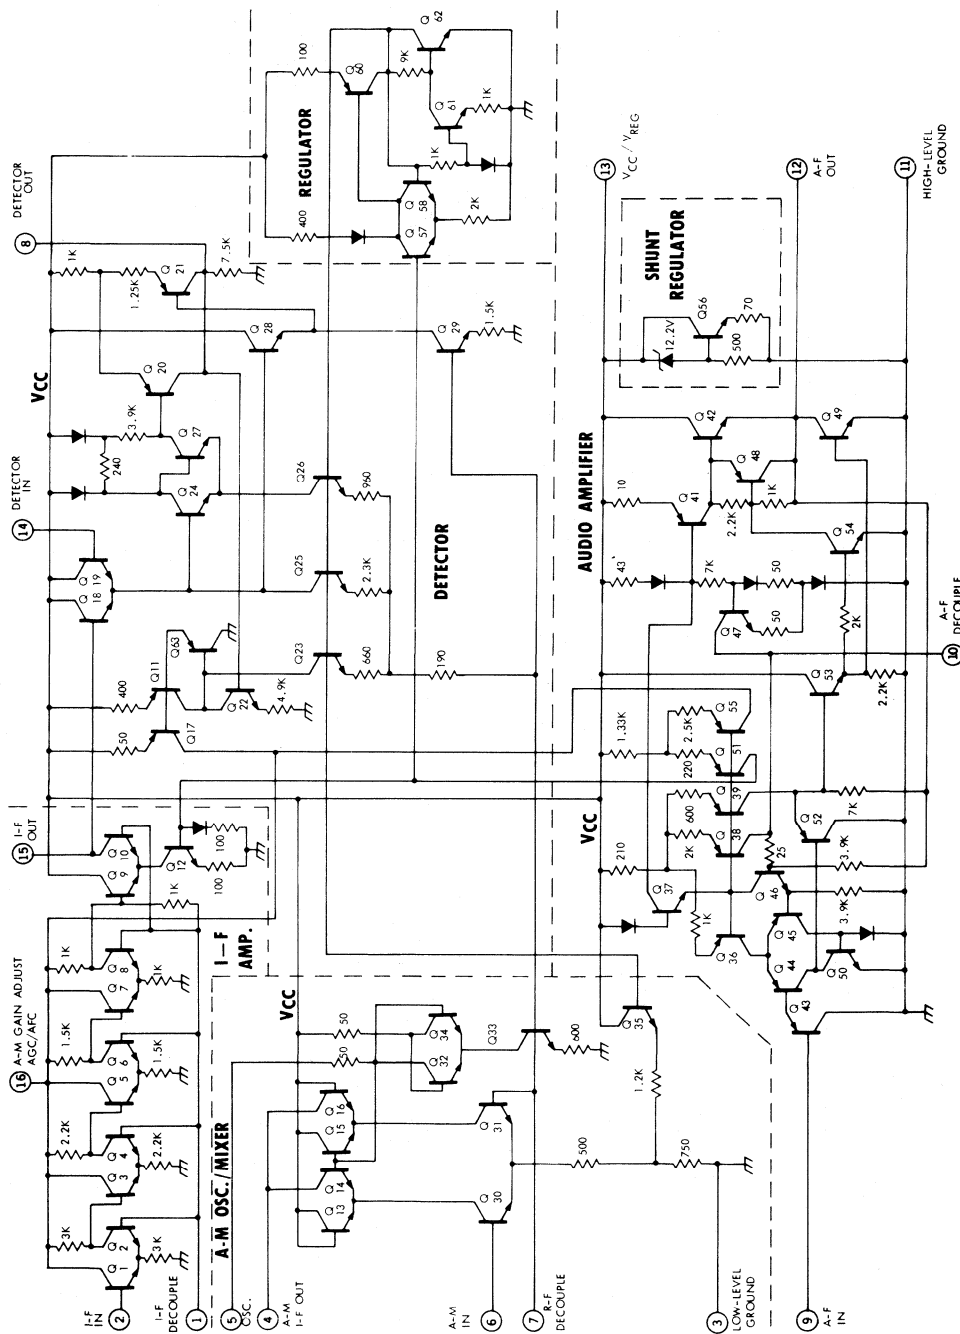 DETECTOR
OUT
8
VCC
1K
1.25K
Q
21
7.5K
Q
20
3.9K
240
Q
27
Q
24
Q
28
Q
29
1.5K
100
Q
60
Q
62
9K
Q
61
1K
1K
REGULATOR
400
Q
58
Q
57
2K
DETECTOR
IN
14
Q
18
Q
19
Q26
960
Q25
2.3K
DETECTOR
Q11
Q63
400
50
Q17
Q
22
4.9K
Q23
660
190
15
I-F
OUT
Q
9
Q
10
Q
12
100
100
1K
I-F
AMP.
16
A-M GAIN ADJUST
AGC/AFC
1K
Q
7
Q
8
1K
1.5K
Q
5
Q
6
1.5K
2.2K
Q
3
Q
4
2.2K
3K
Q
1
Q
2
3K
I-F
IN
2
I-F
DECOUPLE
1
A-M OSC./MIXER
5
OSC.
4
A-M
I-F OUT
VCC
50
50
Q
34
Q
32
Q33
600
Q
16
Q
15
Q
14
Q
13
Q
31
Q
30
500
750
1.2K
Q
35
A-M
IN
6
7
R-F
DECOUPLE
3
LOW-LEVEL
GROUND
9
A-F
IN
13
VCC / VREG
12
A-F
OUT
11
HIGH-LEVEL
GROUND
SHUNT
REGULATOR
12.2V
Q56
70
500
AUDIO AMPLIFIER
10
Q
41
Q
42
Q
48
Q
49
2.2K
1K
Q
54
43
7K
50
50
Q
47
2K
10
A-F
DECOUPLE
Q
53
2.2K
VCC
1.33K
2.5K
Q
55
220
Q
51
600
Q
39
2K
Q
38
210
Q
37
1K
Q
36
25
Q
46
Q
52
7K
3.9K
3.9K
Q
45
Q
44
Q
43
Q
50